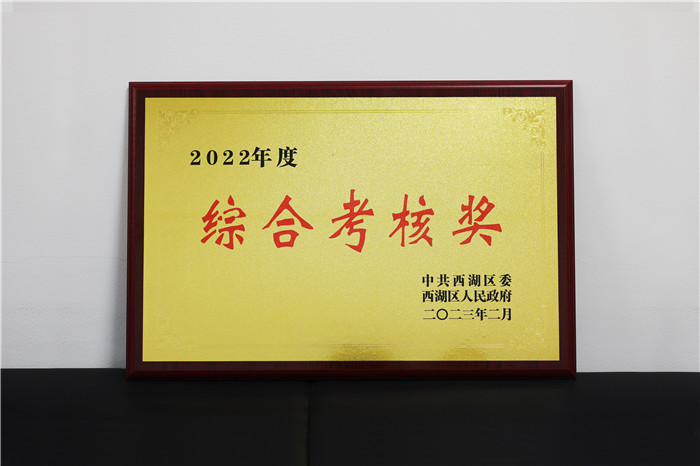 2022年度
综合考核奖
中共西湖区委
西湖区人民政府
二〇二三年二月